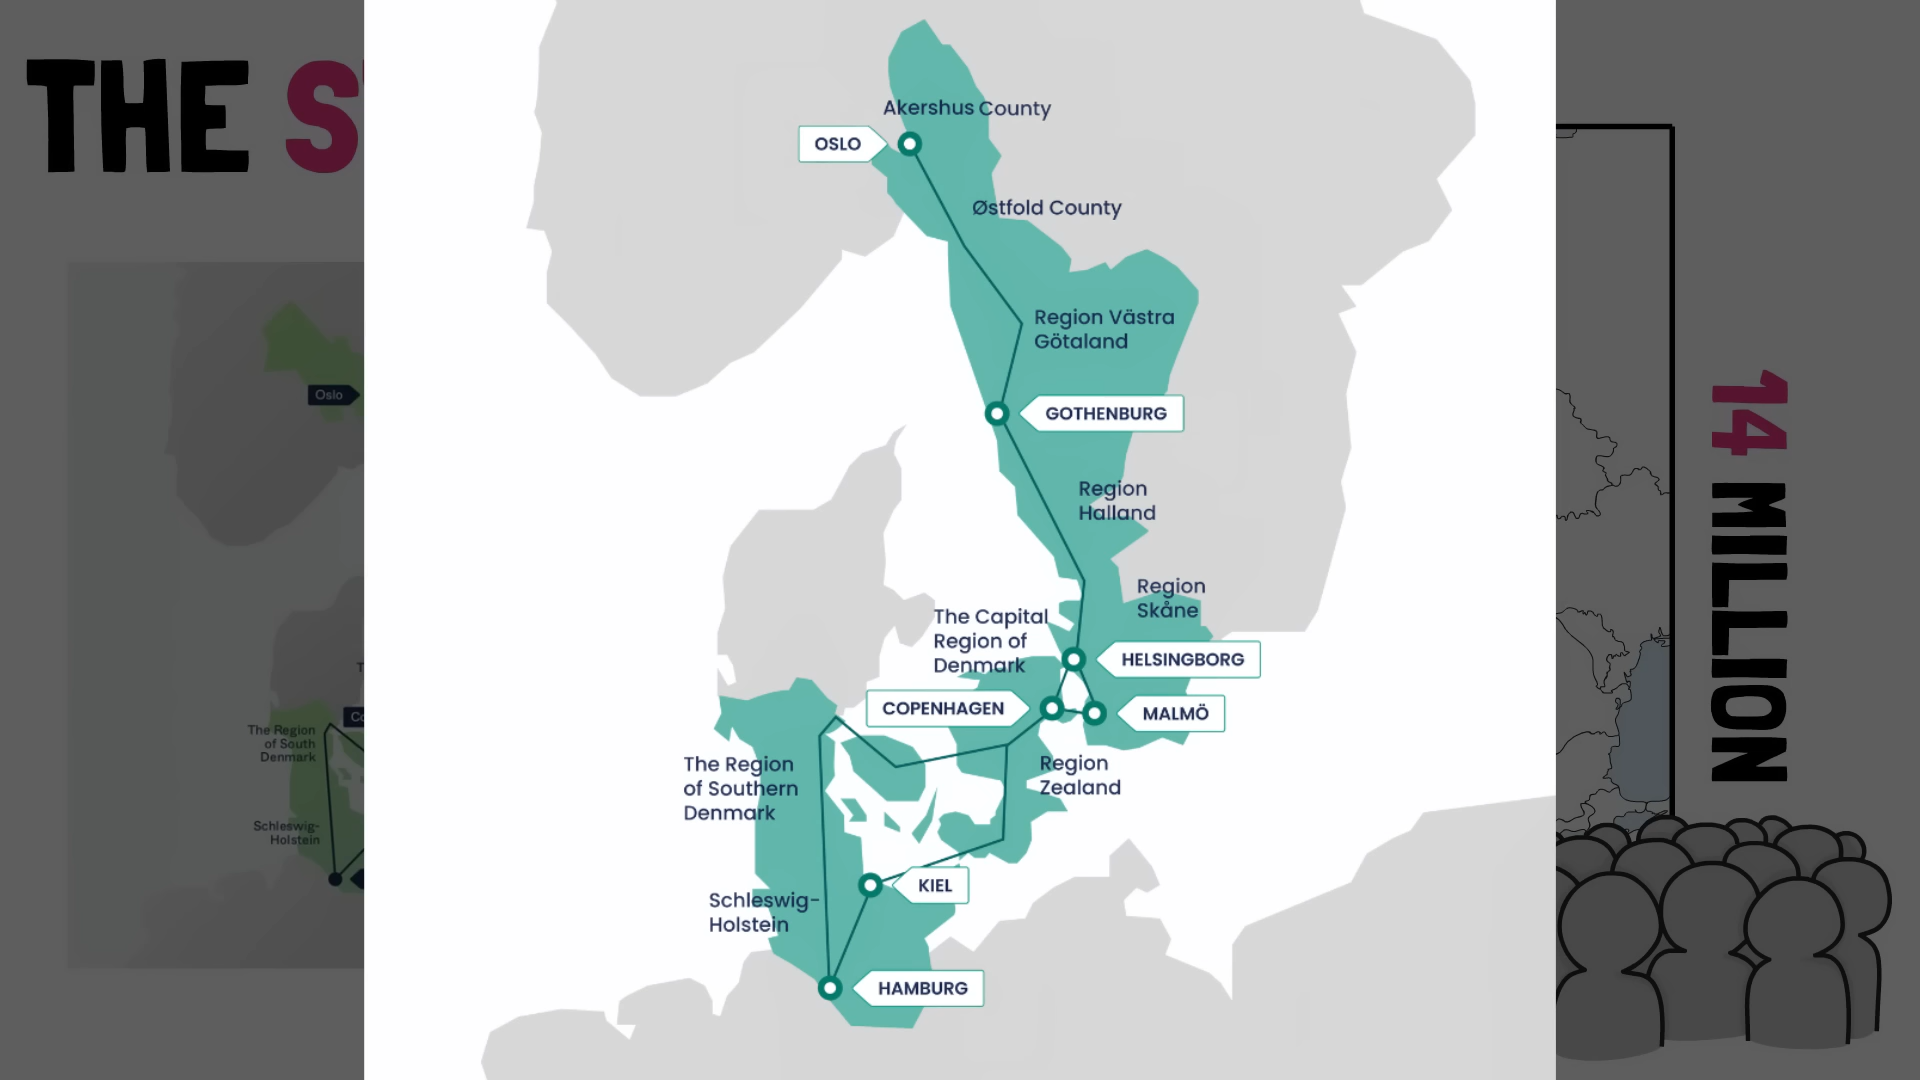 THE S
Akershus County
OSLO
Østfold County
Region Västra
Götaland
GOTHENBURG
Region
Halland
Region
Skåne
The Capital
Region of
Denmark
HELSINGBORG
COPENHAGEN
MALMÖ
The Region
of Southern
Denmark
Region
Zealand
KIEL
Schleswig-
Holstein
HAMBURG
Oslo
T
Co
The Region
of South
Denmark
Schleswig-
Holstein
14 MILLION